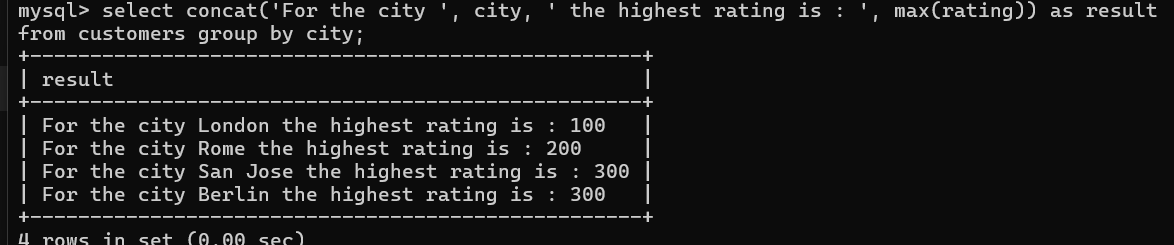 mysql> select concat('For the city ', city, ' the highest rating is : ', max(rating)) as result
from customers group by city;
+----------------------------------------------------+
| result                                             |
+----------------------------------------------------+
| For the city London the highest rating is : 100   |
| For the city Rome the highest rating is : 200     |
| For the city San Jose the highest rating is : 300 |
| For the city Berlin the highest rating is : 300   |
+----------------------------------------------------+
4 rows in set (0.00 sec)